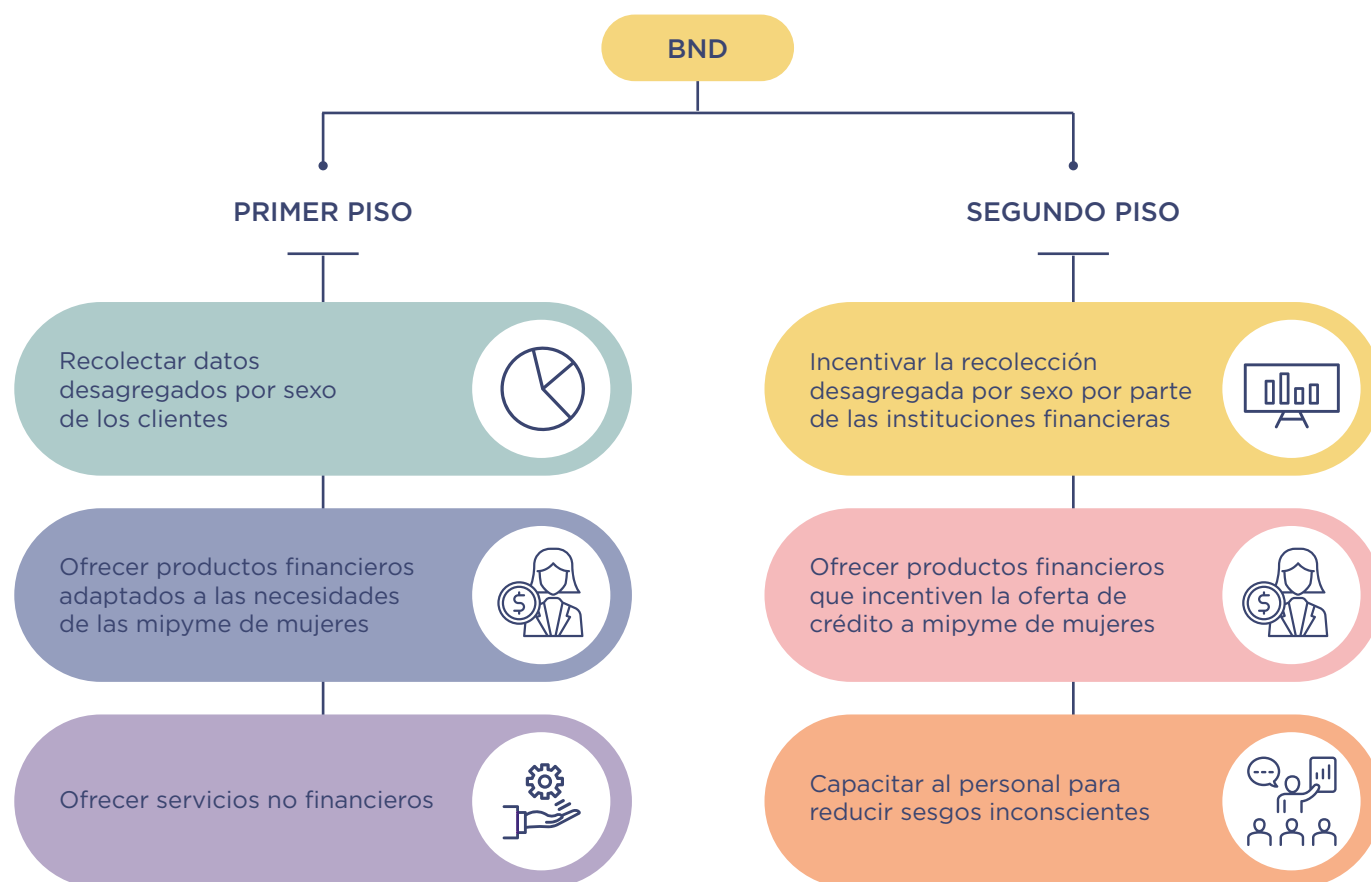 BND
PRIMER PISO
Recolectar datos
desagregados por sexo
de los clientes
Ofrecer productos financieros
adaptados a las necesidades
de las mipyme de mujeres
Ofrecer servicios no financieros
SEGUNDO PISO
Incentivar la recolección
desagregada por sexo por parte
de las instituciones financieras
Ofrecer productos financieros
que incentiven la oferta de
crédito a mipyme de mujeres
Capacitar al personal para
reducir sesgos inconscientes